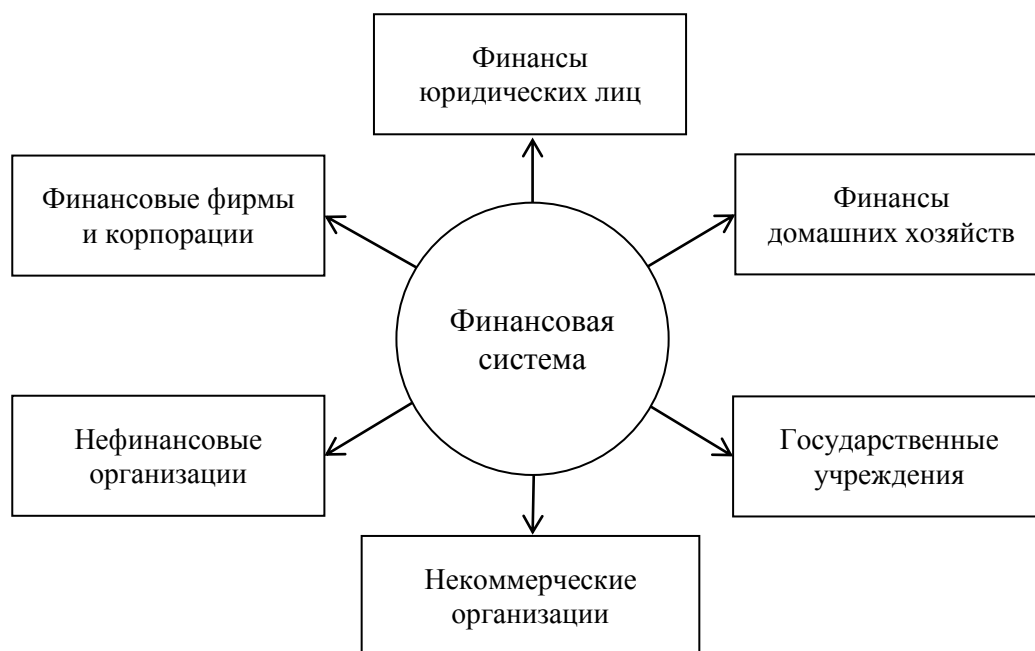 Финансы
юридических лиц
Финансовые фирмы
и корпорации
Финансы
домашних хозяйств
Финансовая
система
Нефинансовые
организации
Государственные
учреждения
Некоммерческие
организации